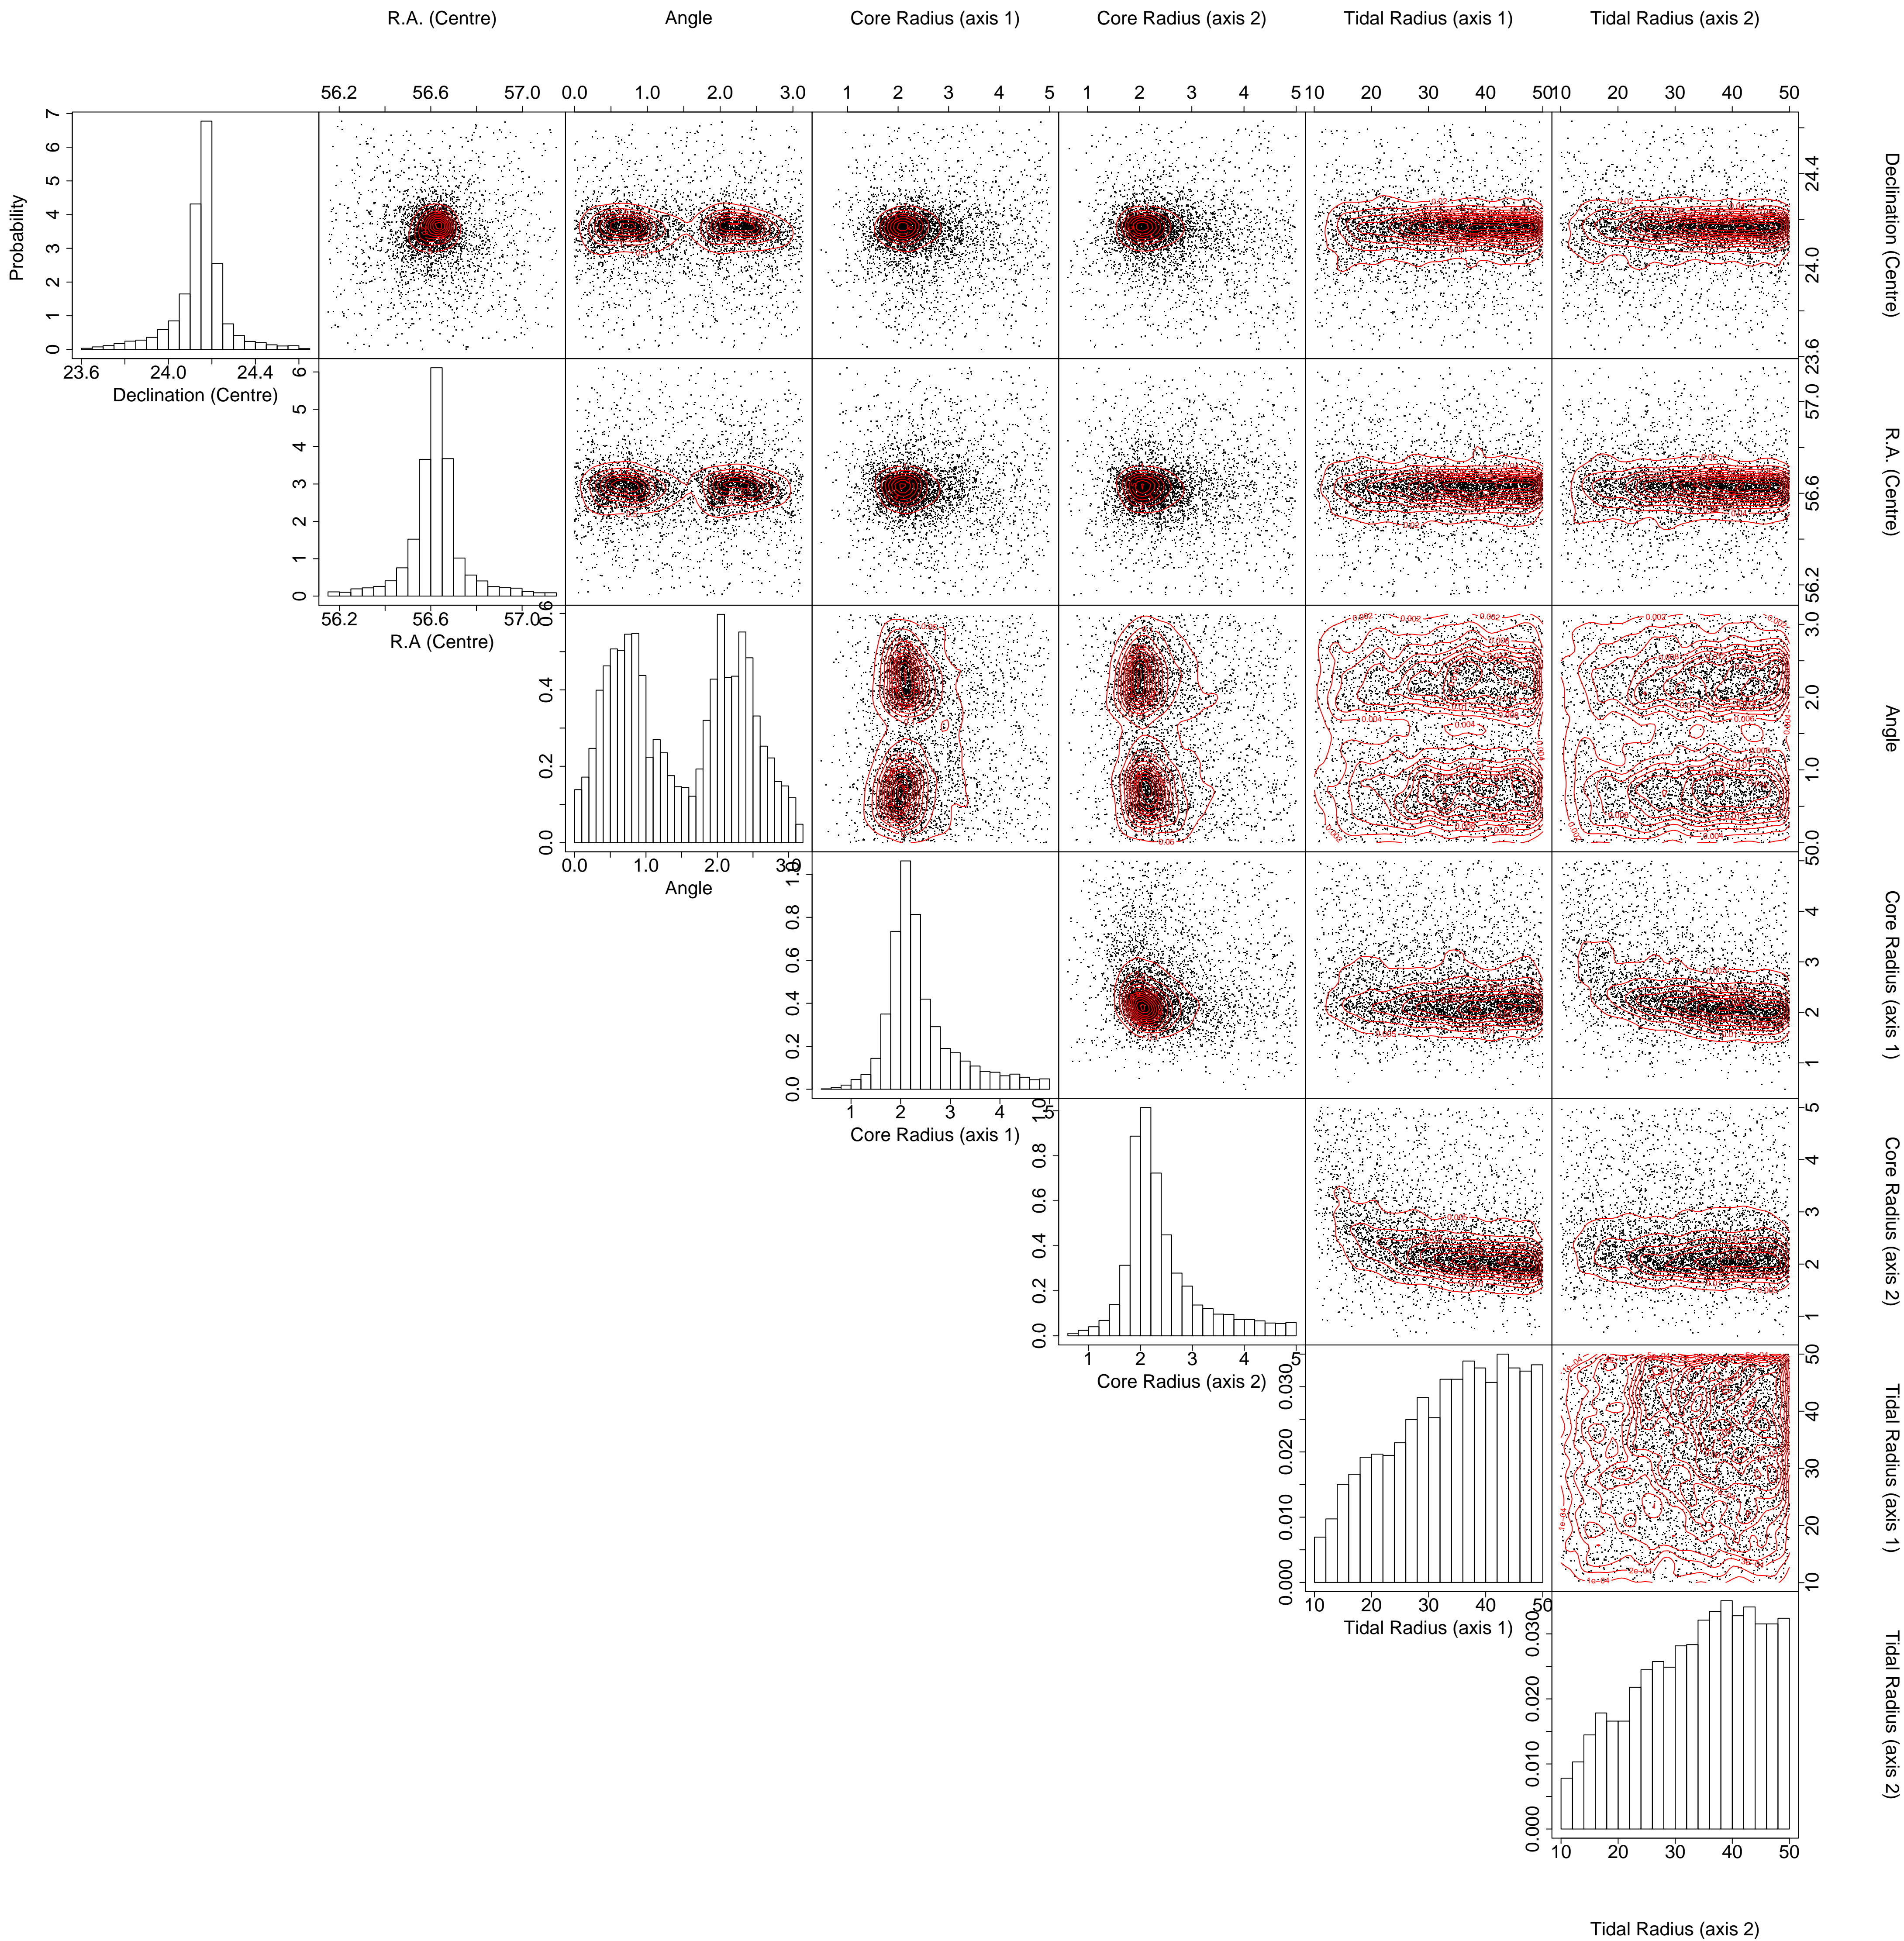 R.A. (Centre) Angle Core Radius (axis 1) Core Radius (axis 2) Tidal Radius (axis 1) Tidal Radius (axis 2)
56.2 56.6 57.0 0.0 1.0 2.0 3.0 1 2 3 4 5 1 2 3 4 5 10 20 30 40 50 10 20 30 40 50
Probability
0 1 2 3 4 5 6 7
23.6 24.0 24.4
Declination (Centre)
23.6 24.0 24.4
Declination (Centre)
0 1 2 3 4 5 6
56.2 56.6 57.0
R.A (Centre)
56.2 56.6 57.0
R.A. (Centre)
0.0 0.2 0.4 0.6
0.0 1.0 2.0 3.0
Angle
0.0 1.0 2.0 3.0
Angle
0.0 0.2 0.4 0.6 0.8 1.0
1 2 3 4 5
Core Radius (axis 1)
1 2 3 4 5
Core Radius (axis 1)
0.0 0.2 0.4 0.6 0.8 1.0
1 2 3 4 5
Core Radius (axis 2)
1 2 3 4 5
Core Radius (axis 2)
0.000 0.010 0.020 0.030
10 20 30 40 50
Tidal Radius (axis 1)
10 20 30 40 50
Tidal Radius (axis 1)
0.000 0.010 0.020 0.030
10 20 30 40 50
Tidal Radius (axis 2)
Tidal Radius (axis 2)